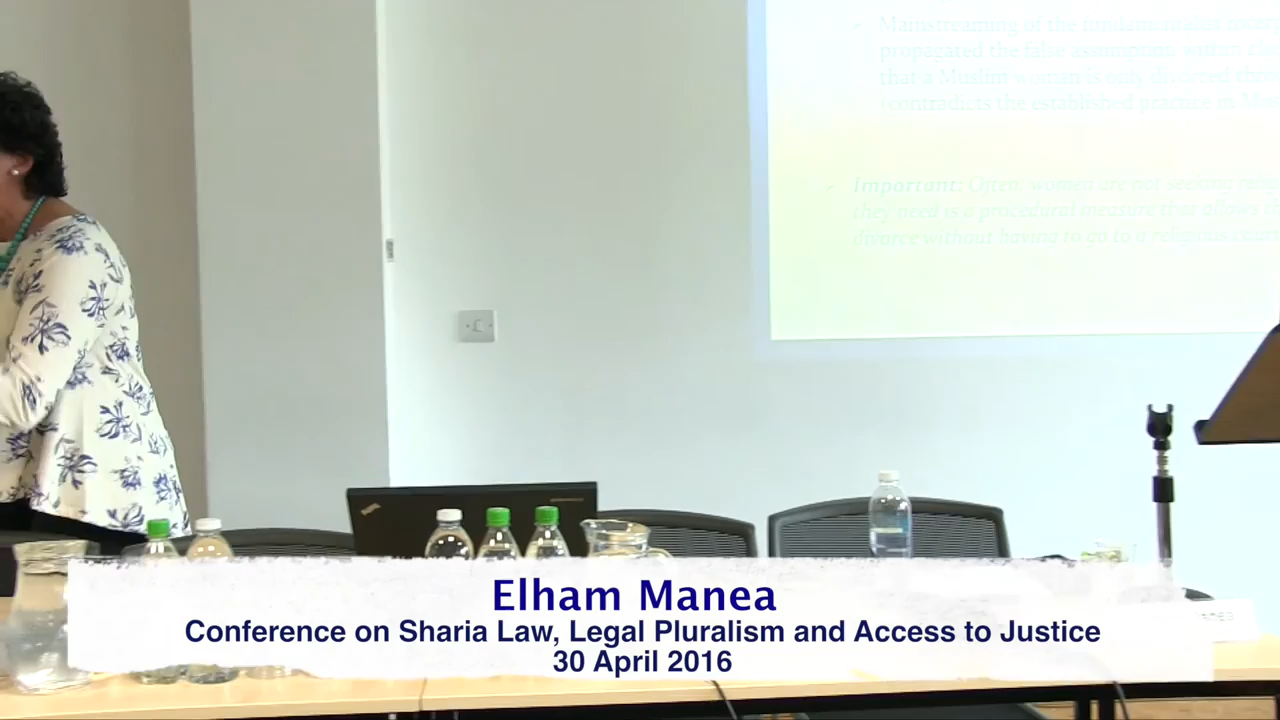 - Mainstreaming of the fundamentalist
propagated the false assumption within
that a Muslim woman is only divorced
(contradicts the established practice in
- Important: Often, women are not seeking
they need is a procedural measure that allows
divorce without having to go to a religious court
Elham Manea
Conference on Sharia Law, Legal Pluralism and Access to Justice
30 April 2016